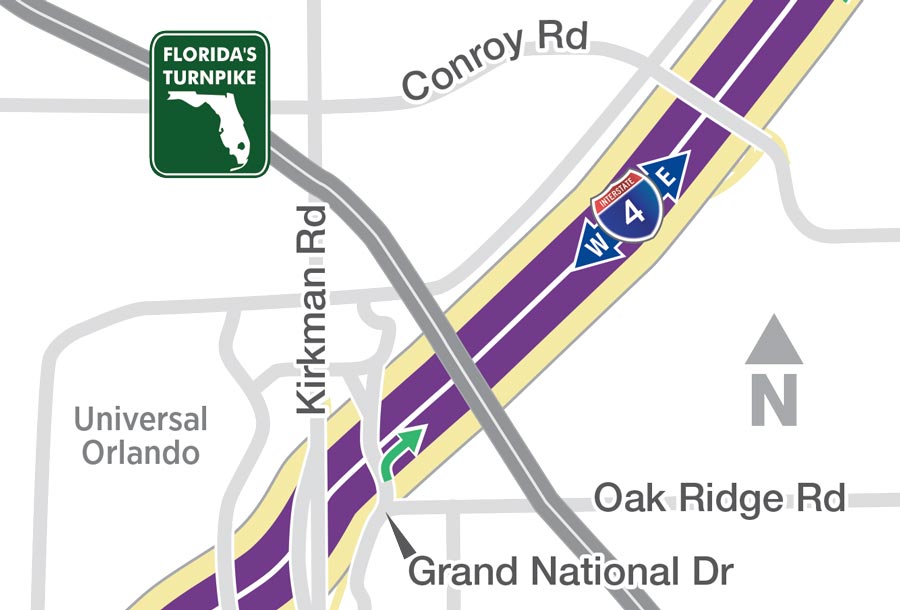 FLORIDA'S
TURNPIKE
Conroy Rd
INTERSTATE
4
E
W
Kirkman Rd
Universal
Orlando
N
Oak Ridge Rd
Grand National Dr